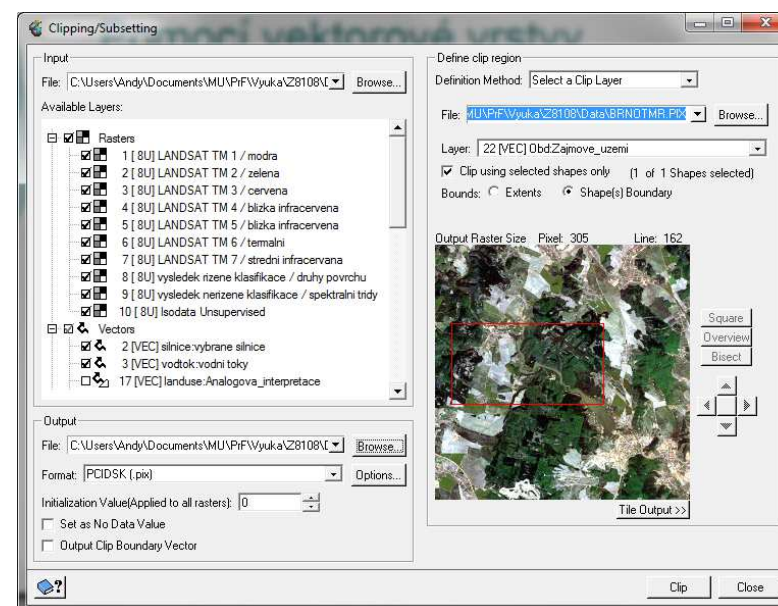 Pomocí vektorové vrstvy
Clipping/Subsetting
Input
File: C:\Users\Andy\Documents\MU\PrF\Vyuka\Z8108\D Browse...
Available Layers:
Rasters
1 [ 8U] LANDSAT TM 1 / modra
2 [ 8U] LANDSAT TM 2 / zelena
3 [ 8U] LANDSAT TM 3 / cervena
4 [ 8U] LANDSAT TM 4 / blizka infracervena
5 [ 8U] LANDSAT TM 5 / blizka infracervena
6 [ 8U] LANDSAT TM 6 / termalni
7 [ 8U] LANDSAT TM 7 / stredni infracervana
8 [ 8U] vysledek rizene klasifikace / druhy povrchu
9 [ 8U] vysledek nerizene klasifikace / spektralni tridy
10 [ 8U] Isodata Unsupervised
Vectors
2 [VEC] silnice:vybrane silnice
3 [VEC] vodtok:vodni toky
17 [VEC] landuse:Analogova_interpretace
Output
File: C:\Users\Andy\Documents\MU\PrF\Vyuka\Z8108\D Browse...
Format: PCIDSK (.pix) Options...
Initialization Value(Applied to all rasters): 0
Set as No Data Value
Output Clip Boundary Vector
Define clip region
Definition Method: Select a Clip Layer
File: MU\PrF\Vyuka\Z8108\Data\BRNOTMR.PIX Browse...
Layer: 22 [VEC] Obd:Zajmove_uzemi
Clip using selected shapes only (1 of 1 Shapes selected)
Bounds: Extents Shape(s) Boundary
Output Raster Size Pixel: 305 Line: 162
Square
Overview
Bisect
Tile Output >>
Clip Close